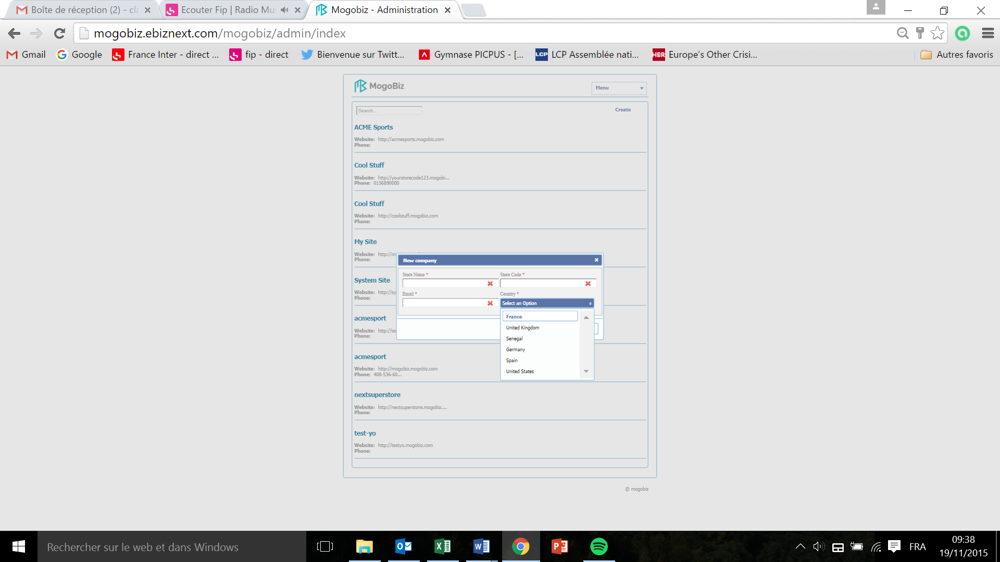 Boîte de réception (2) - cla
Ecouter Fip | Radio Mu
Mogobiz - Administration
mogobiz.ebiznext.com/mogobiz/admin/index
Gmail
Google
France Inter - direct ...
fip - direct
Bienvenue sur Twitt...
Gymnase PICPUS - [...
LCP
LCP Assemblée nati...
HBR
Europe's Other Crisi...
Autres favoris
MogoBiz
Menu
Search...
Create
ACME Sports
Website: http://acmesports.mogobiz.com
Phone:
Cool Stuff
Website: http://yourstorecode123.mogobi...
Phone: 0156890000
Cool Stuff
Website: http://coolstuff.mogobiz.com
Phone:
My Site
Website: http://m
Phone:
System Site
Website: http://sy
Phone:
acmesport
Website: http://te
Phone:
acmesport
Website: http://mogobiz.mogobiz.com
Phone: 408-536-60...
nextsuperstore
Website: http://nextsuperstore.mogobiz....
Phone:
test-yo
Website: http://testyo.mogobiz.com
Phone:
New company
Store Name *
Store Code *
Email *
Country *
Select an Option
France
United Kingdom
Senegal
Germany
Spain
United States
© mogobiz
Rechercher sur le web et dans Windows
FRA
09:38
19/11/2015